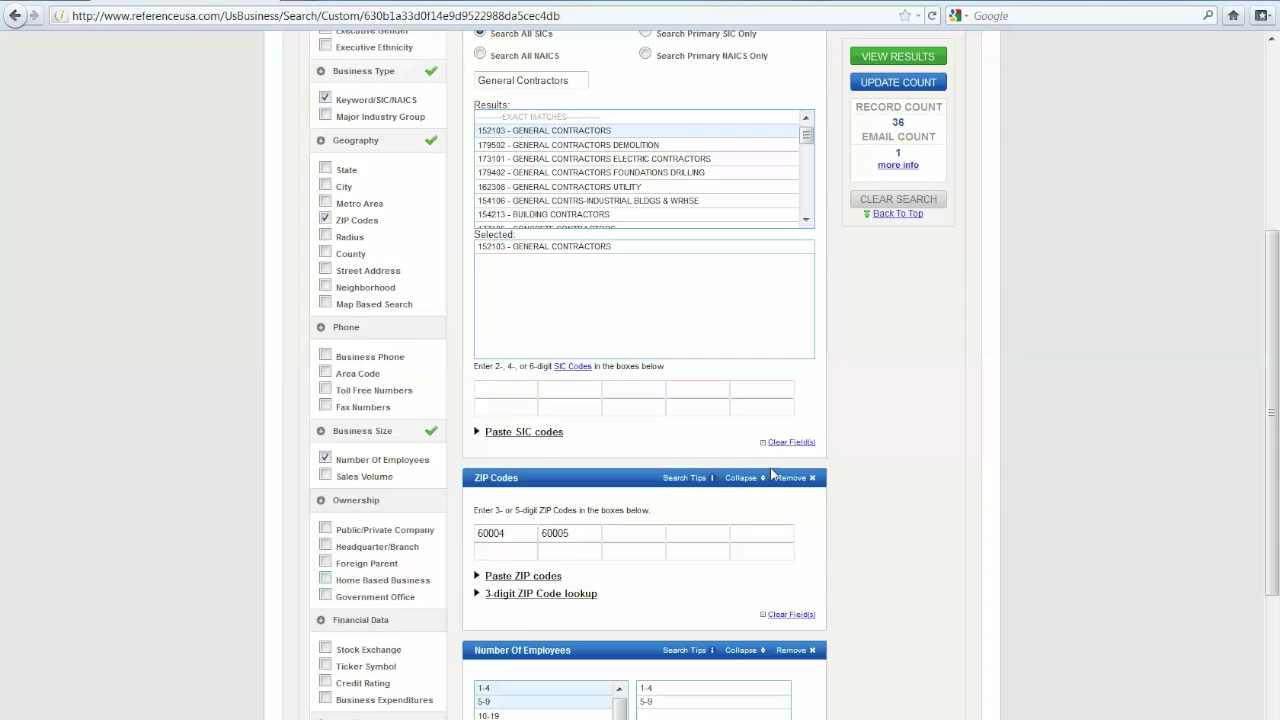 http://www.referenceusa.com/UsBusiness/Search/Custom/630b1a33d0f14e9d9522988da5cec4db
Google
Executive Gender
Executive Ethnicity
Business Type
Keyword/SIC/NAICS
Major Industry Group
Geography
State
City
Metro Area
ZIP Codes
Radius
County
Street Address
Neighborhood
Map Based Search
Phone
Business Phone
Area Code
Toll Free Numbers
Fax Numbers
Business Size
Number Of Employees
Sales Volume
Ownership
Public/Private Company
Headquarter/Branch
Foreign Parent
Home Based Business
Government Office
Financial Data
Stock Exchange
Ticker Symbol
Credit Rating
Business Expenditures
Search All SICs
Search Primary SIC Only
Search All NAICS
Search Primary NAICS Only
General Contractors
Results:
---------EXACT MATCHES-----------
152103 - GENERAL CONTRACTORS
179502 - GENERAL CONTRACTORS DEMOLITION
173101 - GENERAL CONTRACTORS ELECTRIC CONTRACTORS
179402 - GENERAL CONTRACTORS FOUNDATIONS DRILLING
162308 - GENERAL CONTRACTORS UTILITY
154106 - GENERAL CONTRS-INDUSTRIAL BLDGS & WRHSE
154213 - BUILDING CONTRACTORS
Selected:
152103 - GENERAL CONTRACTORS
Enter 2-, 4-, or 6-digit SIC Codes in the boxes below
Paste SIC codes
Clear Field(s)
ZIP Codes
Search Tips
Collapse
Remove
Enter 3- or 5-digit ZIP Codes in the boxes below.
60004 60005
Paste ZIP codes
3-digit ZIP Code lookup
Clear Field(s)
Number Of Employees
Search Tips
Collapse
Remove
1-4
5-9
10-19
1-4
5-9
VIEW RESULTS
UPDATE COUNT
RECORD COUNT
36
EMAIL COUNT
1
more info
CLEAR SEARCH
Back To Top